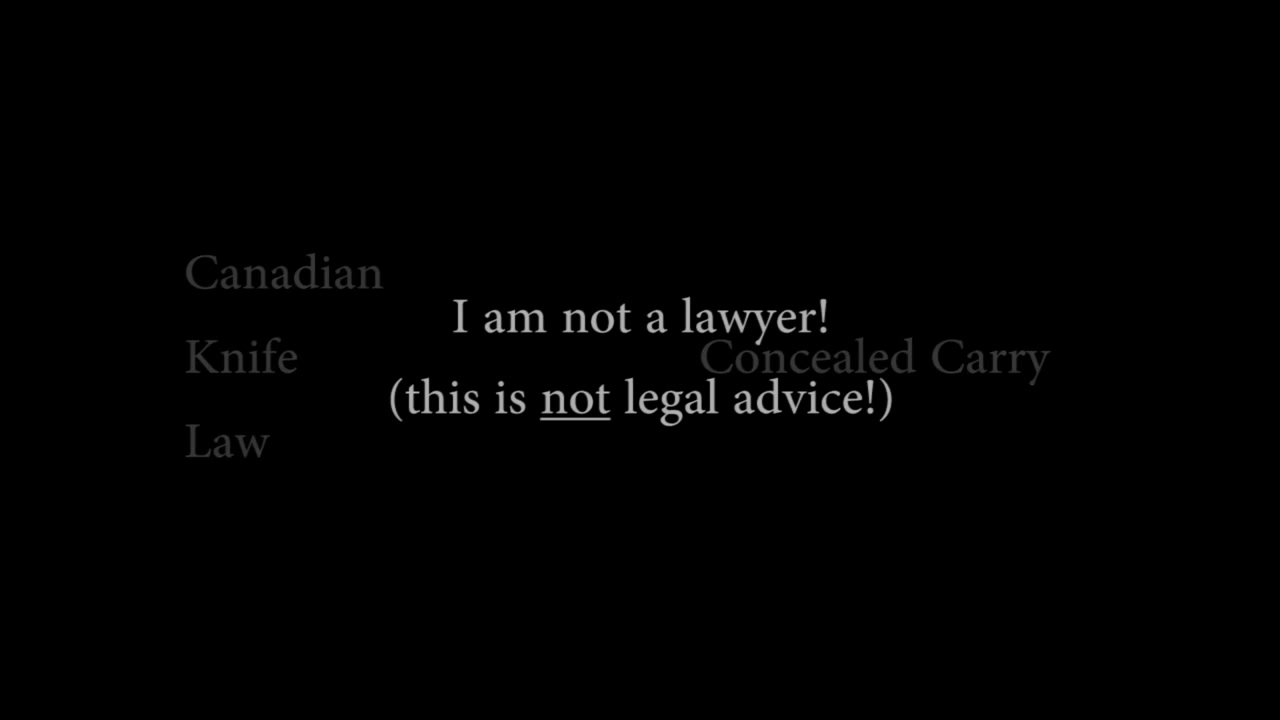 Canadian
I am not a lawyer!
Knife
Concealed Carry
(this is not legal advice!)
Law